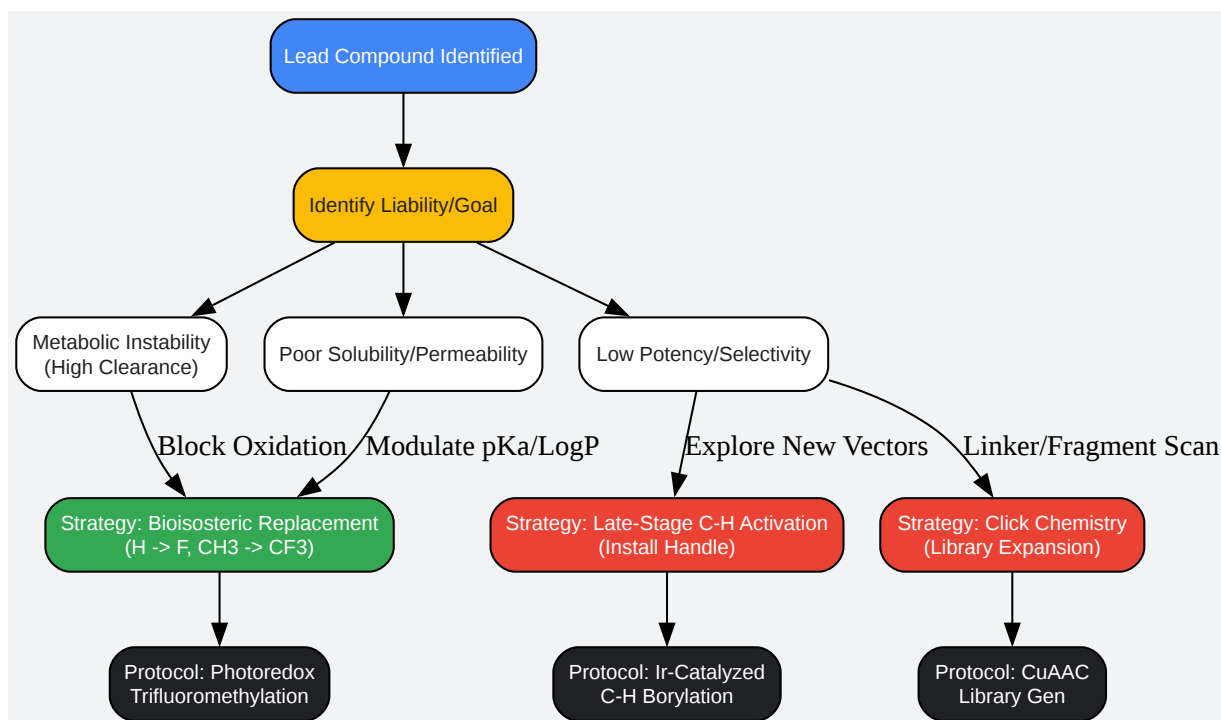 Lead Compound Identified
Identify Liability/Goal
Metabolic Instability
(High Clearance)
Poor Solubility/Permeability
Low Potency/Selectivity
Block Oxidation
Modulate pKa/LogP
Explore New Vectors
Linker/Fragment Scan
Strategy: Bioisosteric Replacement
(H -> F, CH3 -> CF3)
Strategy: Late-Stage C-H Activation
(Install Handle)
Strategy: Click Chemistry
(Library Expansion)
Protocol: Photoredox
Trifluoromethylation
Protocol: Ir-Catalyzed
C-H Borylation
Protocol: CuAAC
Library Gen